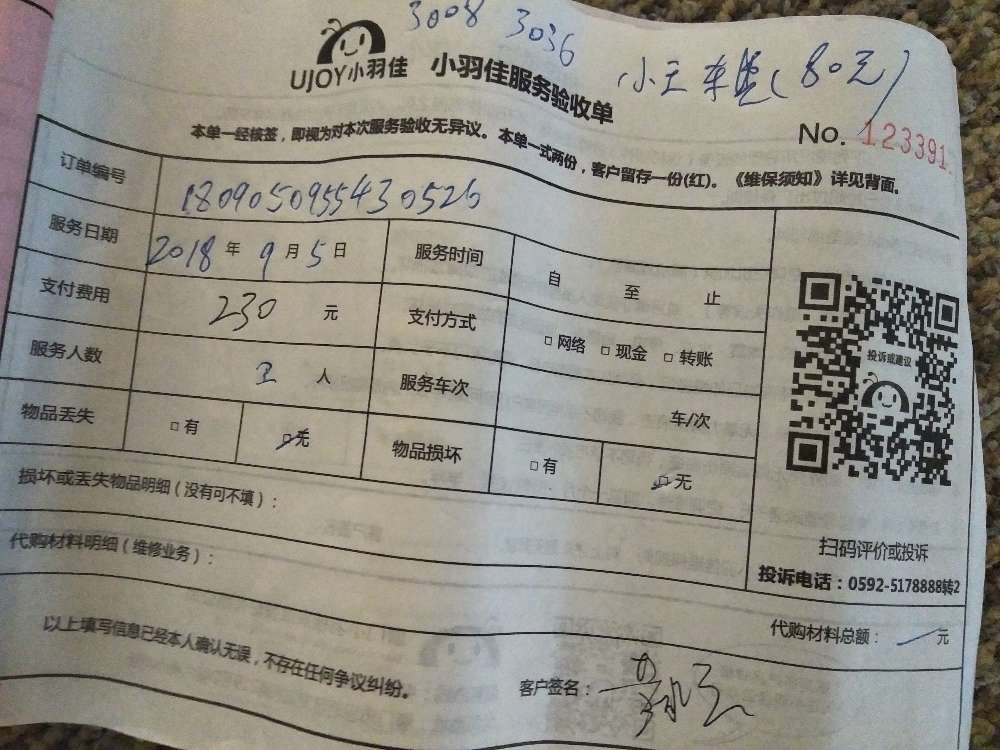 3008 3036
UJOY小羽佳 小羽佳服务验收单
(80元)
No. 123391
本单一经核签，即视为对本次服务验收无异议。本单一式两份，客户留存一份(红)。《维保须知》详见背面。
订单编号 180905095543052б
服务日期 2018年9月5日 服务时间 自 至 止
支付费用 230 元 支付方式 □网络 □现金 □转账
服务人数 人 服务车次 车/次
物品丢失 □有 □无 物品损坏 □有 □无
损坏或丢失物品明细（没有可不填）：
代购材料明细（维修业务）：
投诉或建议
扫码评价或投诉
投诉电话：0592-5178888转2
代购材料总额： 元
以上填写信息已经本人确认无误，不存在任何争议纠纷。
客户签名：